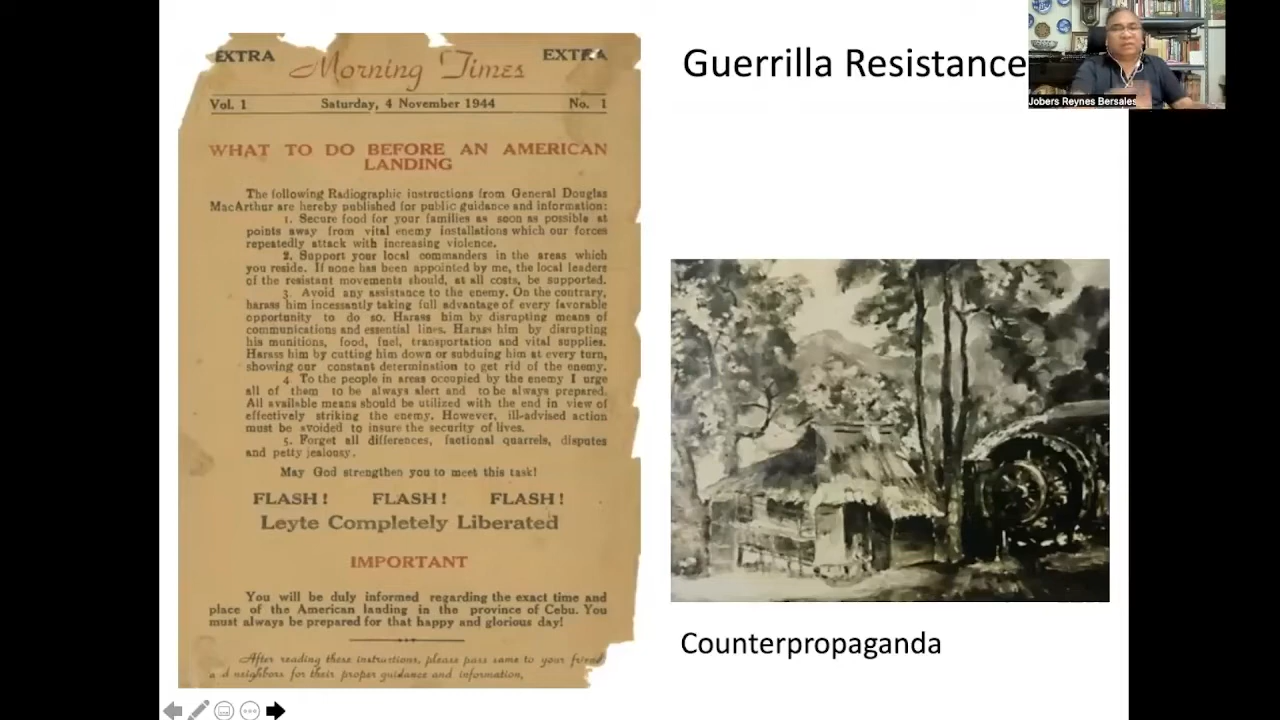 EXTRA Morning Times EXTRA
Vol. 1 Saturday, 4 November 1944 No. 1
WHAT TO DO BEFORE AN AMERICAN
LANDING
The following Radiographic instructions from General Douglas
MacArthur are hereby published for public guidance and information:
1. Secure food for your families as soon as possible at
points away from vital enemy installations which our forces
repeatedly attack with increasing violence.
2. Support your local commanders in the areas which
you reside. If none has been appointed by me, the local leaders
of the resistant movements should, at all costs, be supported.
3. Avoid any assistance to the enemy. On the contrary,
harass him incessantly taking full advantage of every favorable
opportunity to do so. Harass him by disrupting means of
communications and essential lines. Harass him by disrupting
his munitions, food, fuel, transportation and vital supplies.
Harass him by cutting him down or subduing him at every turn,
showing our constant determination to get rid of the enemy.
4. To the people in areas occupied by the enemy I urge
all of them to be always alert and to be always prepared.
All available means should be utilized with the end in view of
effectively striking the enemy. However, ill-advised action
must be avoided to insure the security of lives.
5. Forget all differences, factional quarrels, disputes
and petty jealousy.
May God strengthen you to meet this task!
FLASH! FLASH! FLASH!
Leyte Completely Liberated
IMPORTANT
You will be duly informed regarding the exact time and
place of the American landing in the province of Cebu. You
must always be prepared for that happy and glorious day!
After reading these instructions, please pass same to your friend
and neighbors for their proper guidance and information,
Guerrilla Resistance
Jobers Reynes Bersales
Counterpropaganda